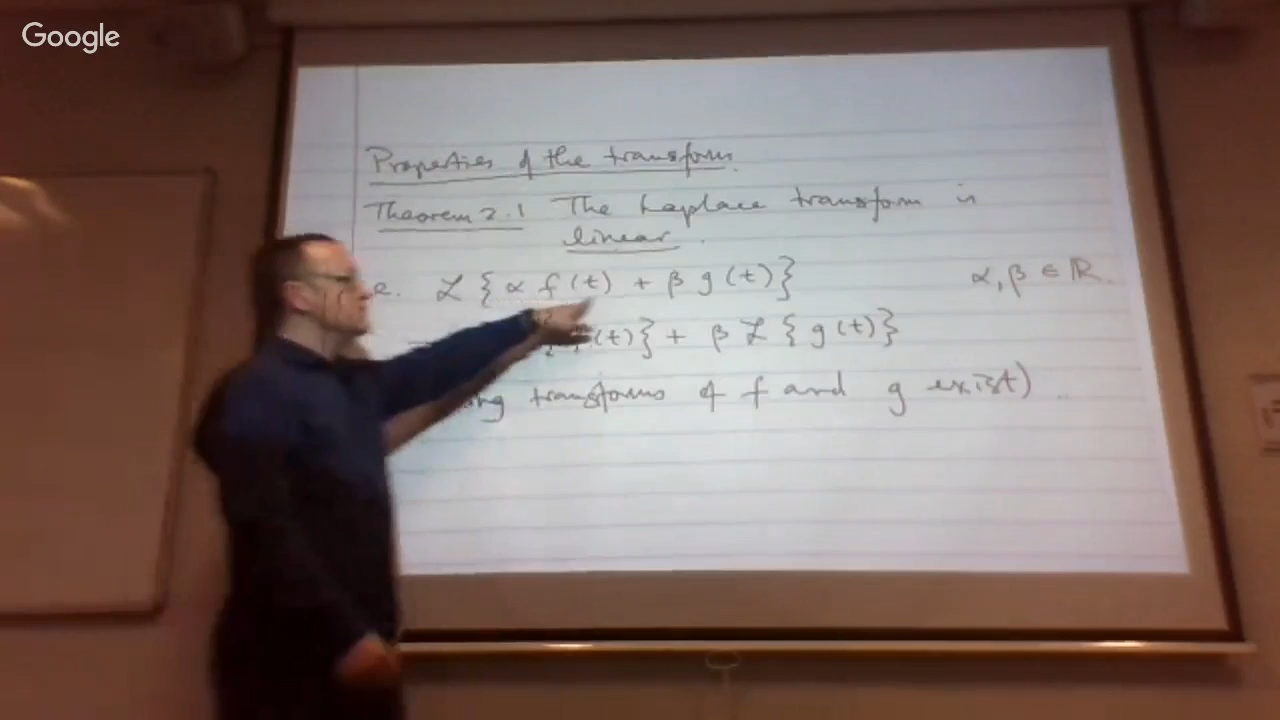 Google
Properties of the transform.
Theorem 2.1 The Laplace transform is
linear.
e. ℒ { α f (t) + β g (t) } α, β ∈ ℝ.
(t) } + β ℒ { g (t) }
transforms of f and g exist).